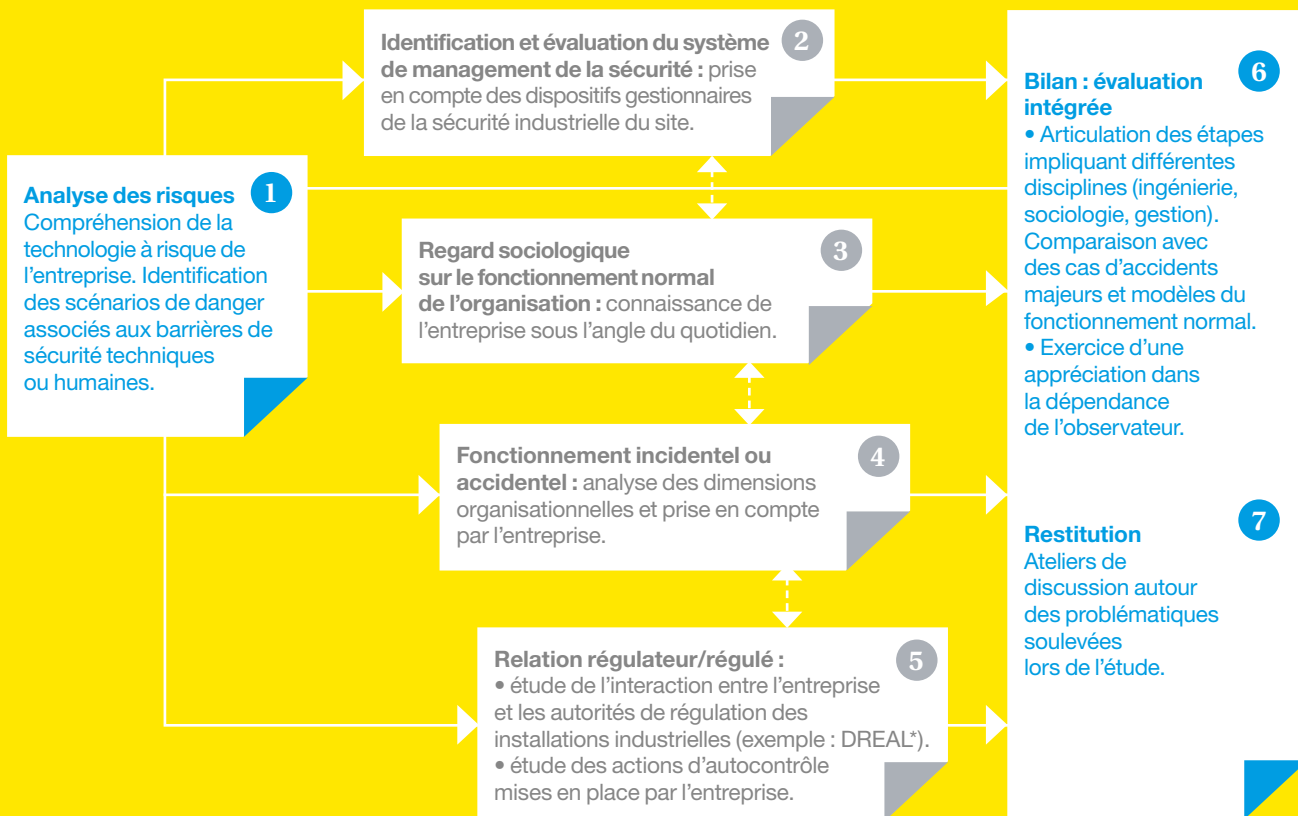 1
Analyse des risques
Compréhension de la
technologie à risque de
l’entreprise. Identification
des scénarios de danger
associés aux barrières de
sécurité techniques
ou humaines.
2
Identification et évaluation du système
de management de la sécurité : prise
en compte des dispositifs gestionnaires
de la sécurité industrielle du site.
3
Regard sociologique
sur le fonctionnement normal
de l’organisation : connaissance de
l’entreprise sous l’angle du quotidien.
4
Fonctionnement incidentel ou
accidentel : analyse des dimensions
organisationnelles et prise en compte
par l’entreprise.
5
Relation régulateur/régulé :
• étude de l’interaction entre l’entreprise
et les autorités de régulation des
installations industrielles (exemple : DREAL*).
• étude des actions d’autocontrôle
mises en place par l’entreprise.
6
Bilan : évaluation
intégrée
• Articulation des étapes
impliquant différentes
disciplines (ingénierie,
sociologie, gestion).
Comparaison avec
des cas d’accidents
majeurs et modèles du
fonctionnement normal.
• Exercice d’une
appréciation dans
la dépendance
de l’observateur.
7
Restitution
Ateliers de
discussion autour
des problématiques
soulevées
lors de l’étude.